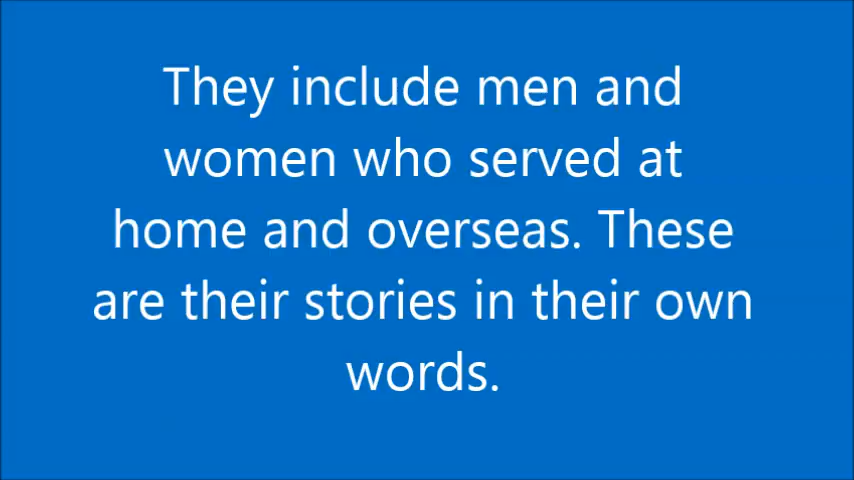 They include men and
women who served at
home and overseas. These
are their stories in their own
words.